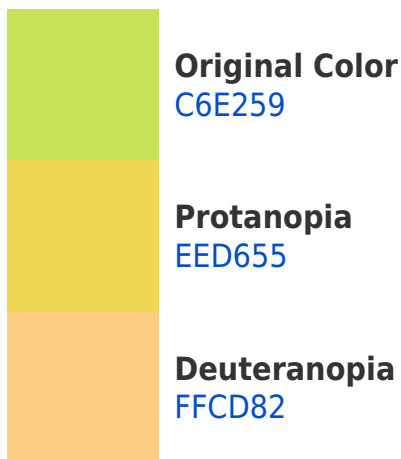 Original Color
C6E259
Protanopia
EED655
Deuteranopia
FFCD82